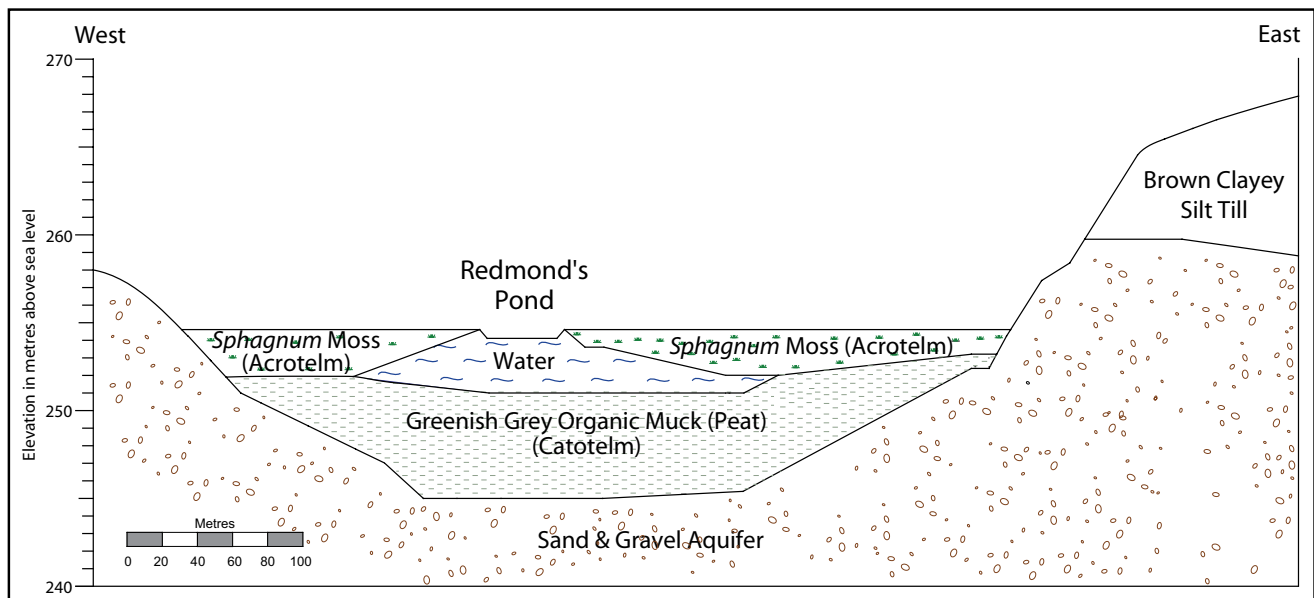 West
East
270
260
250
240
Elevation in metres above sea level
Brown Clayey
Silt Till
Redmond's
Pond
Sphagnum Moss
(Acrotelm)
Water
Sphagnum Moss (Acrotelm)
Greenish Grey Organic Muck (Peat)
(Catotelm)
Sand & Gravel Aquifer
Metres
0 20 40 60 80 100